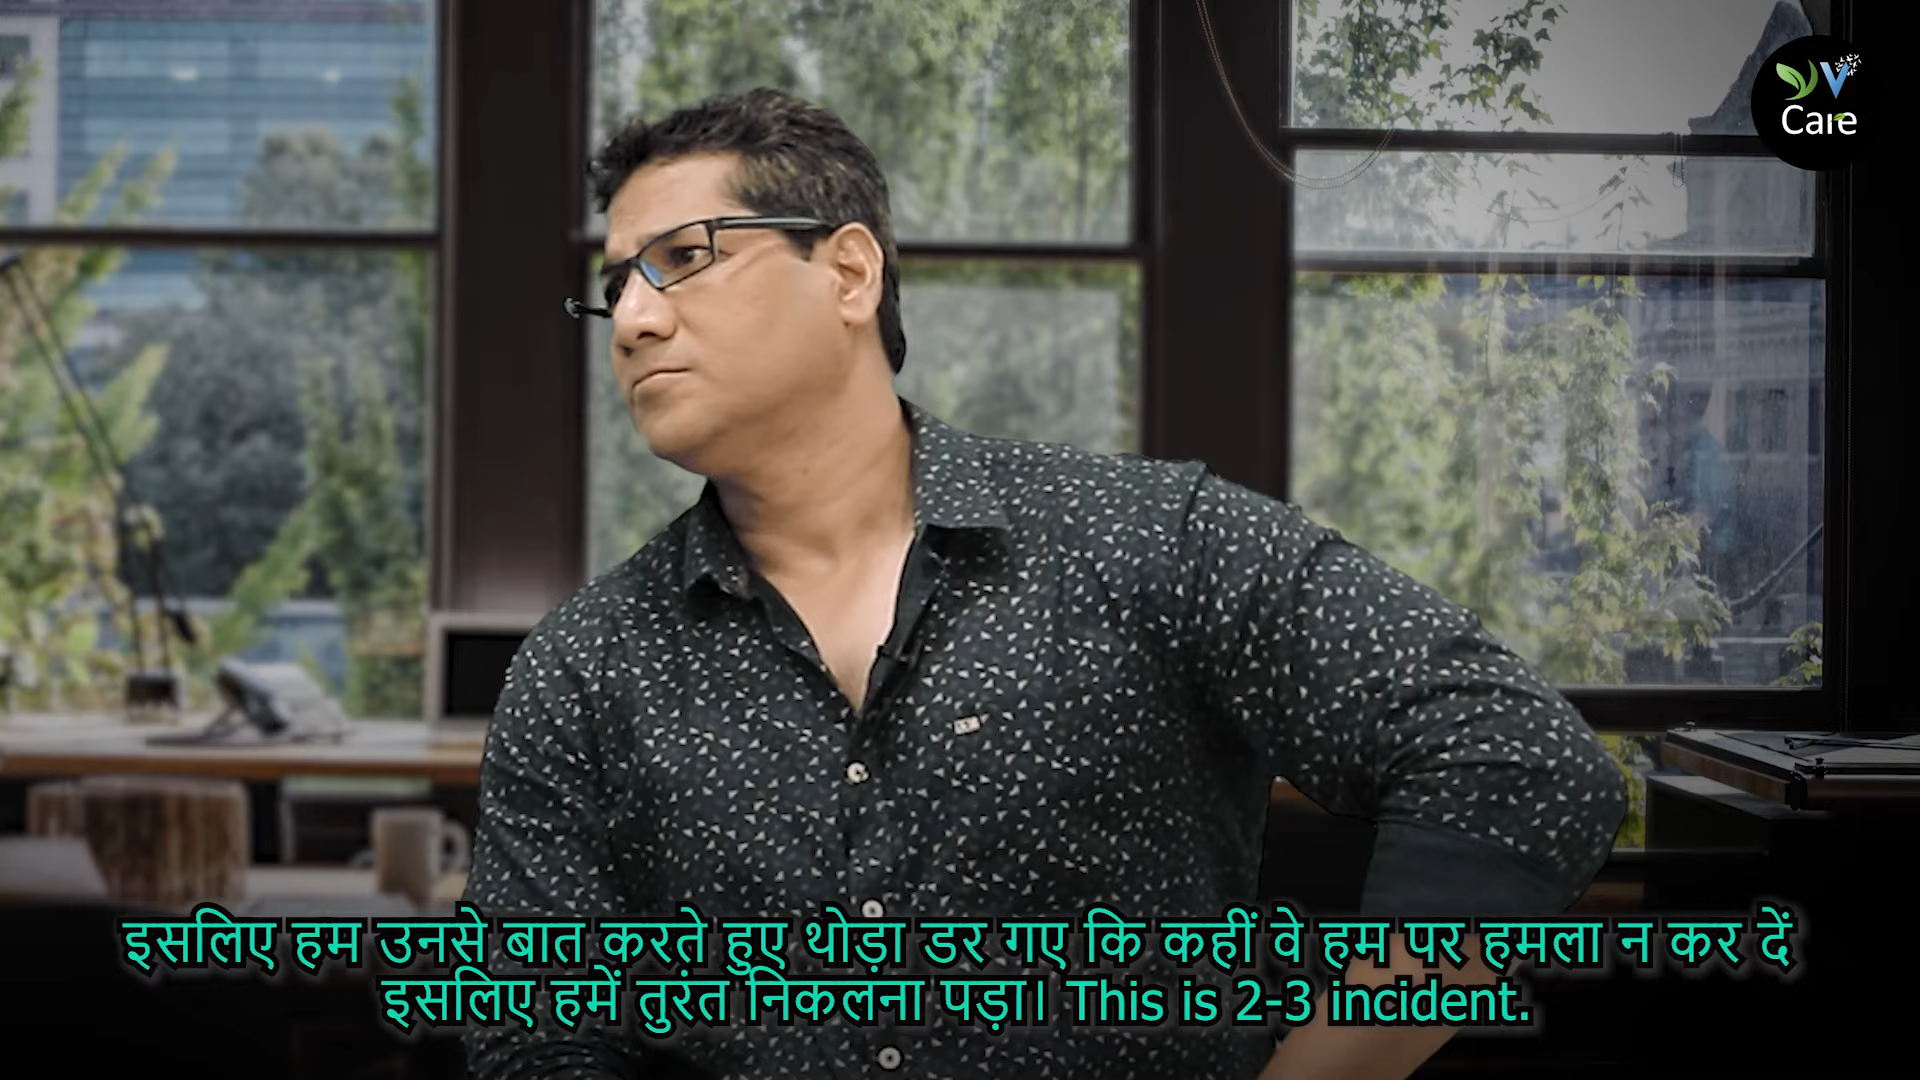 V
Care
इसलिए हम उनसे बात करते हुए थोड़ा डर गए कि कहीं वे हम पर हमला न कर दें
इसलिए हमें तुरंत निकलना पड़ा। This is 2-3 incident.